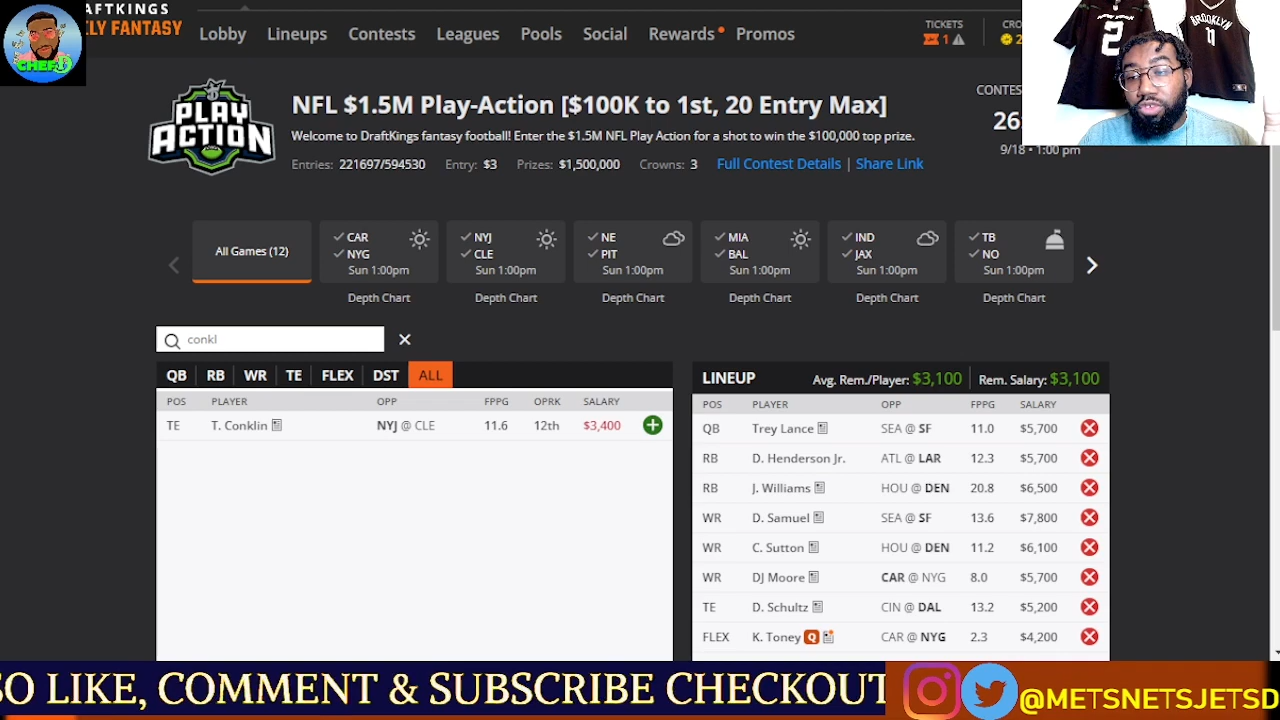 AFTKINGS
LY FANTASY
CHEF
Lobby Lineups Contests Leagues Pools Social Rewards Promos
TICKETS
1
CRO
2
BROOKLYN
11
2
PLAY
ACTION
NFL $1.5M Play-Action [$100K to 1st, 20 Entry Max]
CONTES
Welcome to DraftKings fantasy football! Enter the $1.5M NFL Play Action for a shot to win the $100,000 top prize.
26
9/18 • 1:00 pm
Entries: 221697/594530 Entry: $3 Prizes: $1,500,000 Crowns: 3 Full Contest Details | Share Link
All Games (12)
CAR
NYG
Sun 1:00pm
Depth Chart
NYJ
CLE
Sun 1:00pm
Depth Chart
NE
PIT
Sun 1:00pm
Depth Chart
MIA
BAL
Sun 1:00pm
Depth Chart
IND
JAX
Sun 1:00pm
Depth Chart
TB
NO
Sun 1:00pm
Depth Chart
conkl
QB RB WR TE FLEX DST ALL
POS PLAYER OPP FPPG OPRK SALARY
TE T. Conklin NYJ @ CLE 11.6 12th $3,400
LINEUP Avg. Rem./Player: $3,100 Rem. Salary: $3,100
POS PLAYER OPP FPPG SALARY
QB Trey Lance SEA @ SF 11.0 $5,700
RB D. Henderson Jr. ATL @ LAR 12.3 $5,700
RB J. Williams HOU @ DEN 20.8 $6,500
WR D. Samuel SEA @ SF 13.6 $7,800
WR C. Sutton HOU @ DEN 11.2 $6,100
WR DJ Moore CAR @ NYG 8.0 $5,700
TE D. Schultz CIN @ DAL 13.2 $5,200
FLEX K. Toney Q CAR @ NYG 2.3 $4,200
SO LIKE, COMMENT & SUBSCRIBE CHECKOUT
@METSNETSJETSD